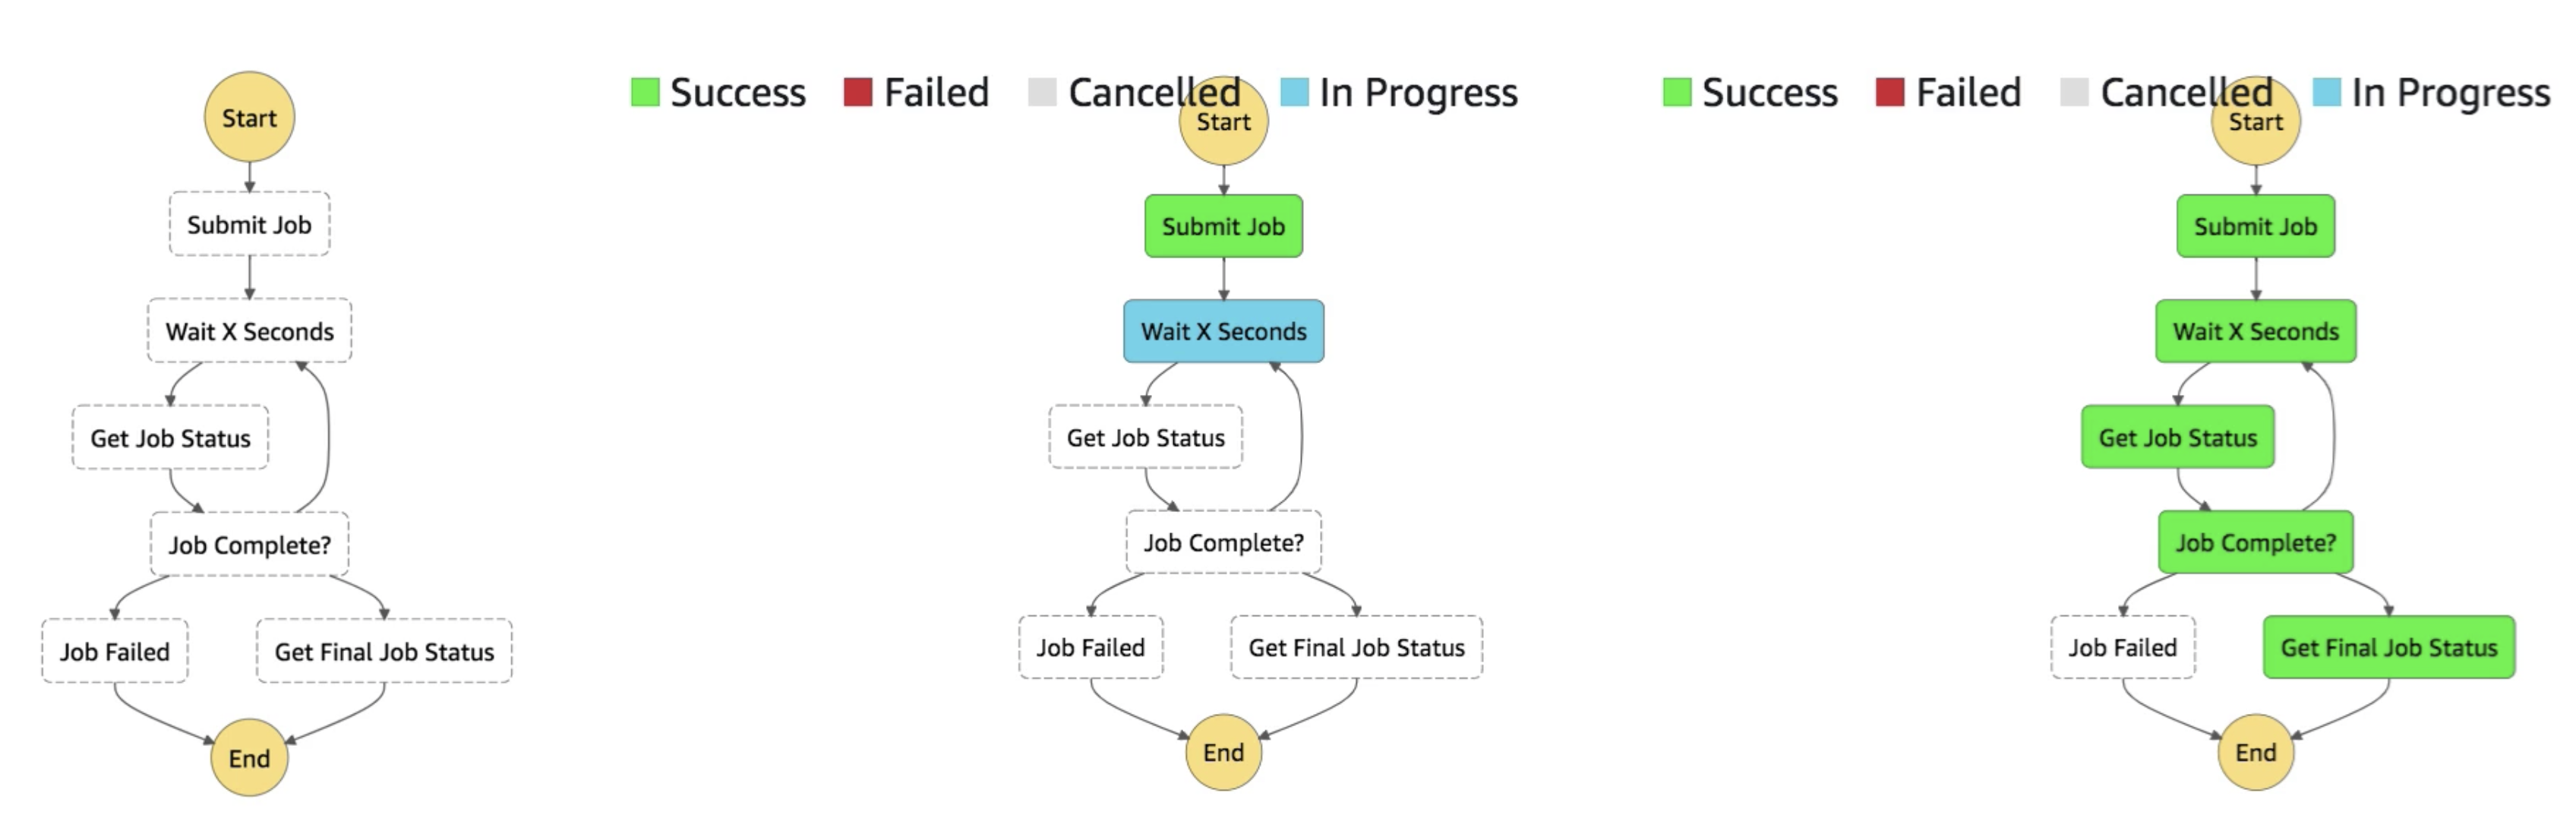 Start
Submit Job
Wait X Seconds
Get Job Status
Job Complete?
Job Failed
Get Final Job Status
End
Success
Failed
Cancelled
In Progress
Start
Submit Job
Wait X Seconds
Get Job Status
Job Complete?
Job Failed
Get Final Job Status
End
Success
Failed
Cancelled
In Progress
Start
Submit Job
Wait X Seconds
Get Job Status
Job Complete?
Job Failed
Get Final Job Status
End